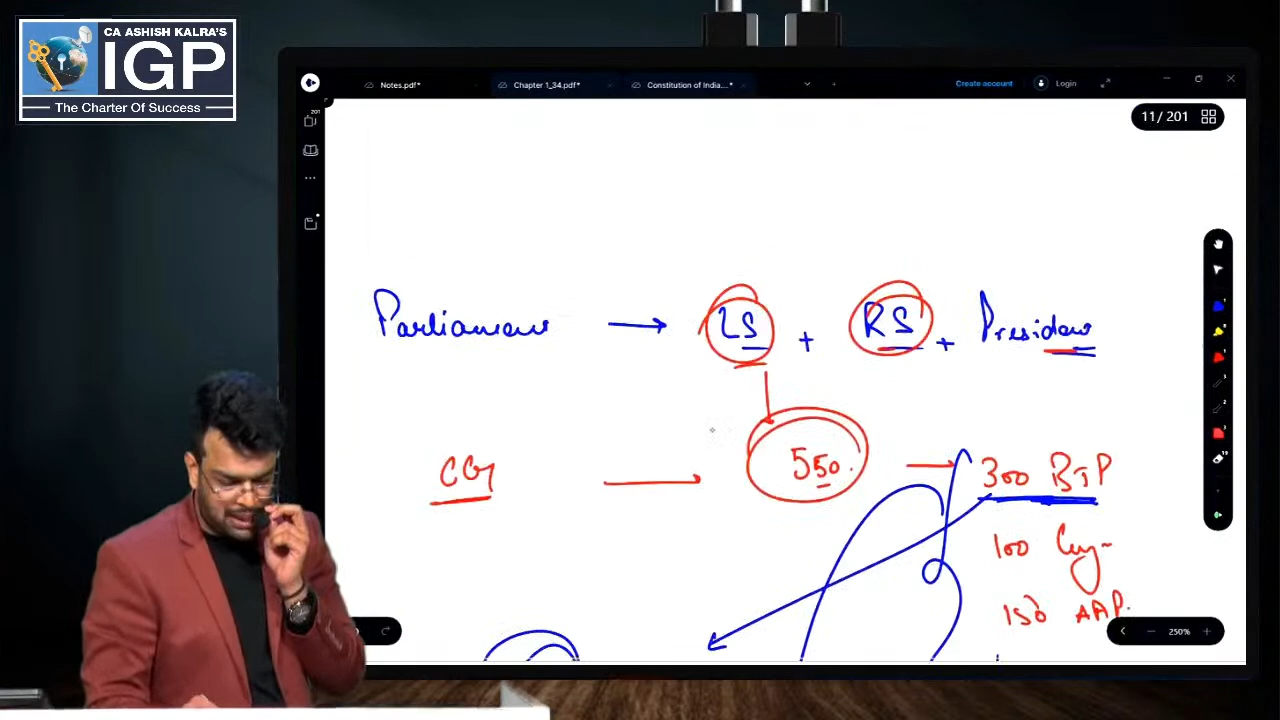 CA ASHISH KALRA'S
IGP
The Charter Of Success
Notes.pdf*
Chapter 1_34.pdf*
Constitution of India....*
Create account
Login
201
11/ 201
Parliament → LS + RS + President
550.
CG → 300 BJP
100 Cong-
150 AAP.
250%